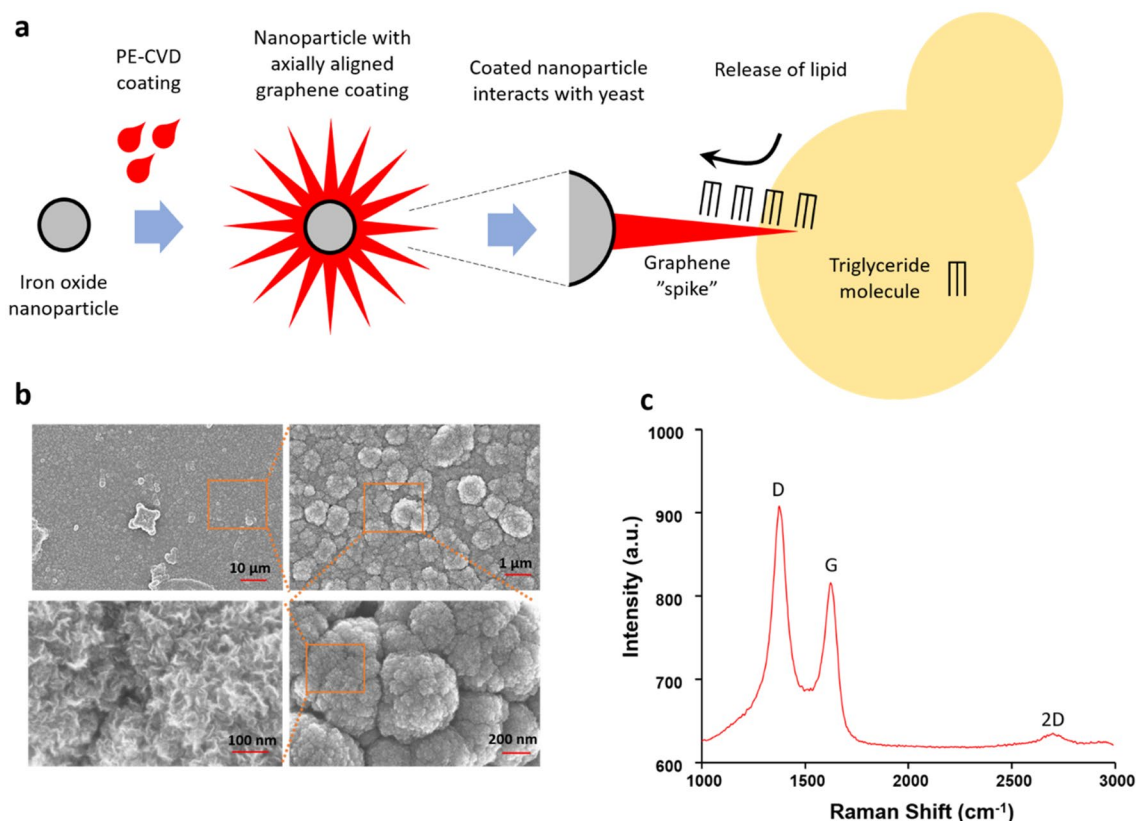 a
PE-CVD
coating
Nanoparticle with
axially aligned
graphene coating
Coated nanoparticle
interacts with yeast
Release of lipid
Iron oxide
nanoparticle
Graphene
”spike”
Triglyceride
molecule
b
10 µm
1 µm
100 nm
200 nm
c
1000
900
800
700
600
Intensity (a.u.)
D
G
2D
1000 1500 2000 2500 3000
Raman Shift (cm⁻¹)